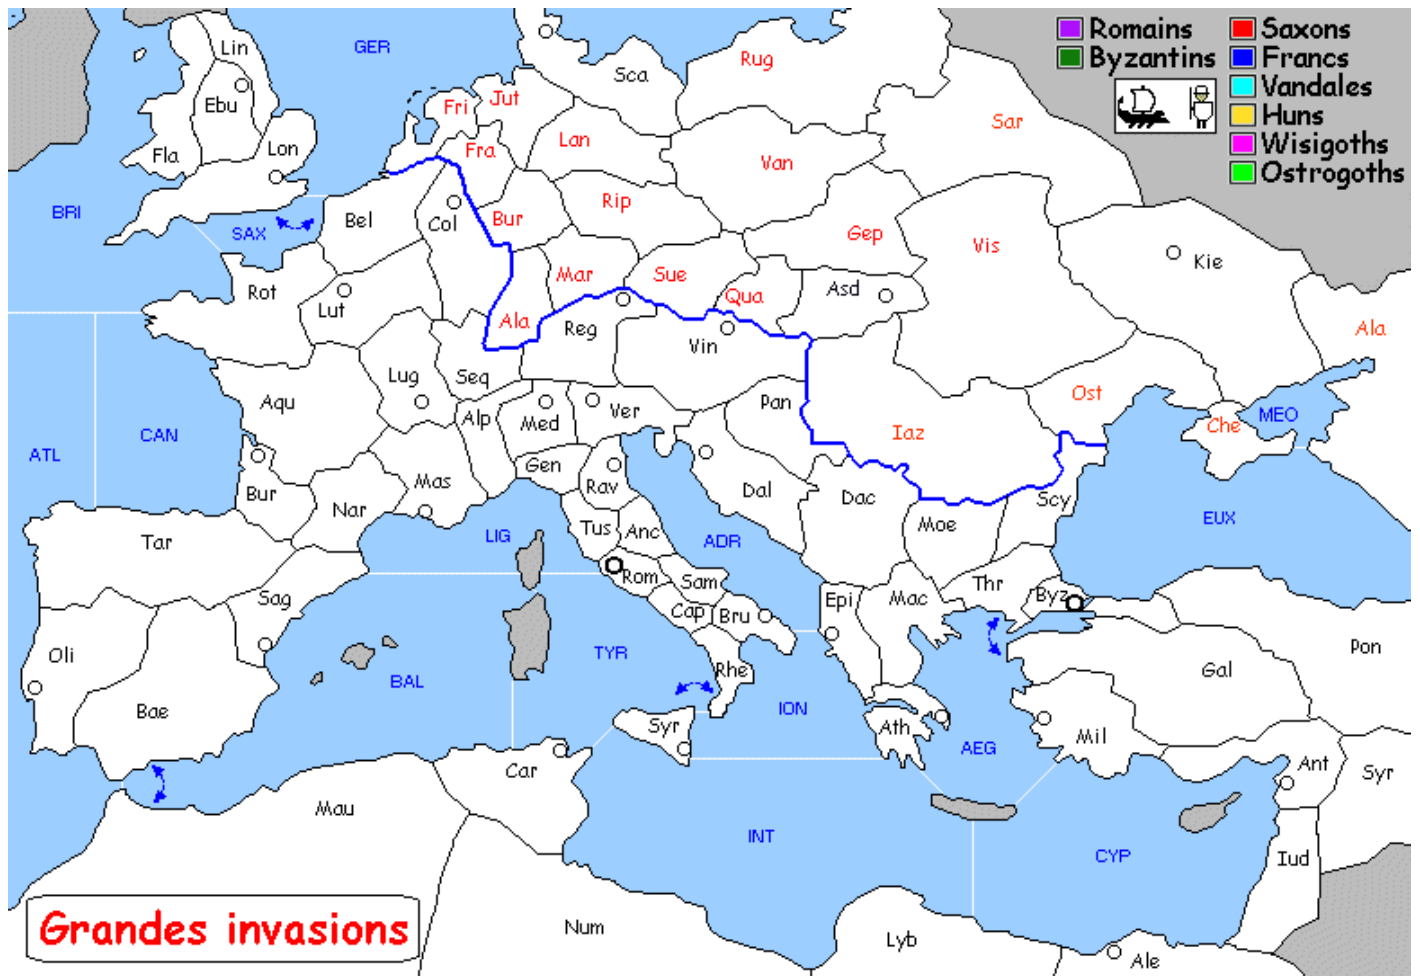 Romains
Saxons
Byzantins
Francs
Vandales
Huns
Wisigoths
Ostrogoths
GER
Lin
Ebu
Fla
Lon
BRI
SAX
Fri
Jut
Fra
Sca
Rug
Lan
Van
Sar
Bel
Col
Bur
Rip
Gep
Vis
Kie
Rot
Lut
Mar
Sue
Qua
Asd
Ala
Reg
Vin
Ala
Aqu
Lug
Seq
Alp
Med
Ver
Pan
Iaz
Ost
Che
MEO
CAN
ATL
Bur
Nar
Mas
Gen
Rav
Dal
Dac
Moe
Scy
EUX
Tar
LIG
Tus
Anc
ADR
Rom
Sam
Cap
Bru
Epi
Mac
Thr
Byz
Sag
Oli
Bae
BAL
TYR
Rhe
ION
Ath
AEG
Gal
Pon
Mil
Ant
Syr
Syr
Car
Mau
INT
CYP
Iud
Num
Lyb
Ale
Grandes invasions